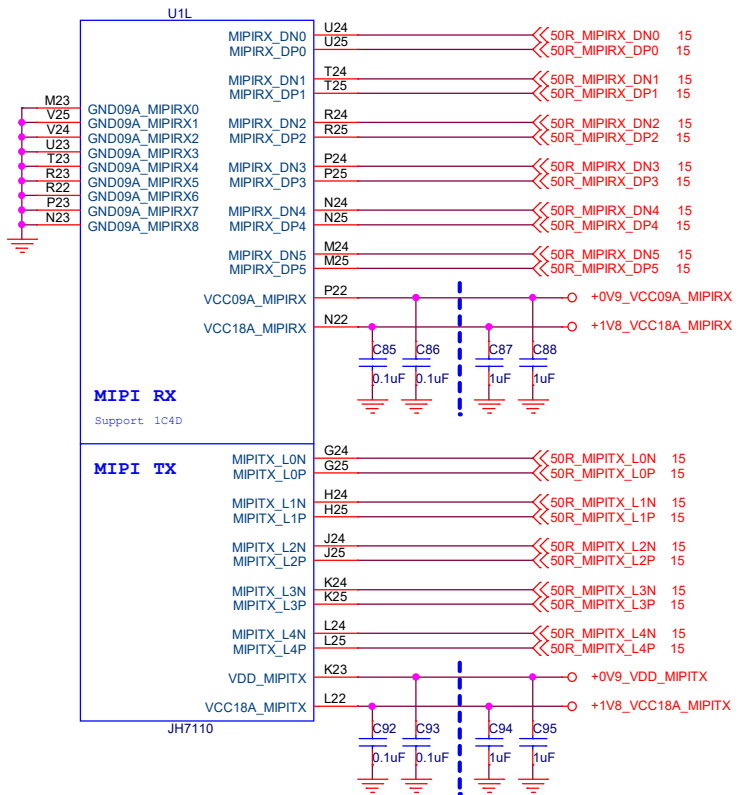 U1L
MIPIRX_DN0 U24 50R_MIPIRX_DN0 15
MIPIRX_DP0 U25 50R_MIPIRX_DP0 15
MIPIRX_DN1 T24 50R_MIPIRX_DN1 15
MIPIRX_DP1 T25 50R_MIPIRX_DP1 15
M23 GND09A_MIPIRX0
V25 GND09A_MIPIRX1
V24 GND09A_MIPIRX2
U23 GND09A_MIPIRX3
T23 GND09A_MIPIRX4
R23 GND09A_MIPIRX5
R22 GND09A_MIPIRX6
P23 GND09A_MIPIRX7
N23 GND09A_MIPIRX8
MIPIRX_DN2 R24 50R_MIPIRX_DN2 15
MIPIRX_DP2 R25 50R_MIPIRX_DP2 15
MIPIRX_DN3 P24 50R_MIPIRX_DN3 15
MIPIRX_DP3 P25 50R_MIPIRX_DP3 15
MIPIRX_DN4 N24 50R_MIPIRX_DN4 15
MIPIRX_DP4 N25 50R_MIPIRX_DP4 15
MIPIRX_DN5 M24 50R_MIPIRX_DN5 15
MIPIRX_DP5 M25 50R_MIPIRX_DP5 15
VCC09A_MIPIRX P22 +0V9_VCC09A_MIPIRX
VCC18A_MIPIRX N22 +1V8_VCC18A_MIPIRX
C85 C86 C87 C88
0.1uF 0.1uF 1uF 1uF
MIPI RX
Support 1C4D
MIPI TX
MIPITX_L0N G24 50R_MIPITX_L0N 15
MIPITX_L0P G25 50R_MIPITX_L0P 15
MIPITX_L1N H24 50R_MIPITX_L1N 15
MIPITX_L1P H25 50R_MIPITX_L1P 15
MIPITX_L2N J24 50R_MIPITX_L2N 15
MIPITX_L2P J25 50R_MIPITX_L2P 15
MIPITX_L3N K24 50R_MIPITX_L3N 15
MIPITX_L3P K25 50R_MIPITX_L3P 15
MIPITX_L4N L24 50R_MIPITX_L4N 15
MIPITX_L4P L25 50R_MIPITX_L4P 15
VDD_MIPITX K23 +0V9_VDD_MIPITX
VCC18A_MIPITX L22 +1V8_VCC18A_MIPITX
JH7110
C92 C93 C94 C95
0.1uF 0.1uF 1uF 1uF